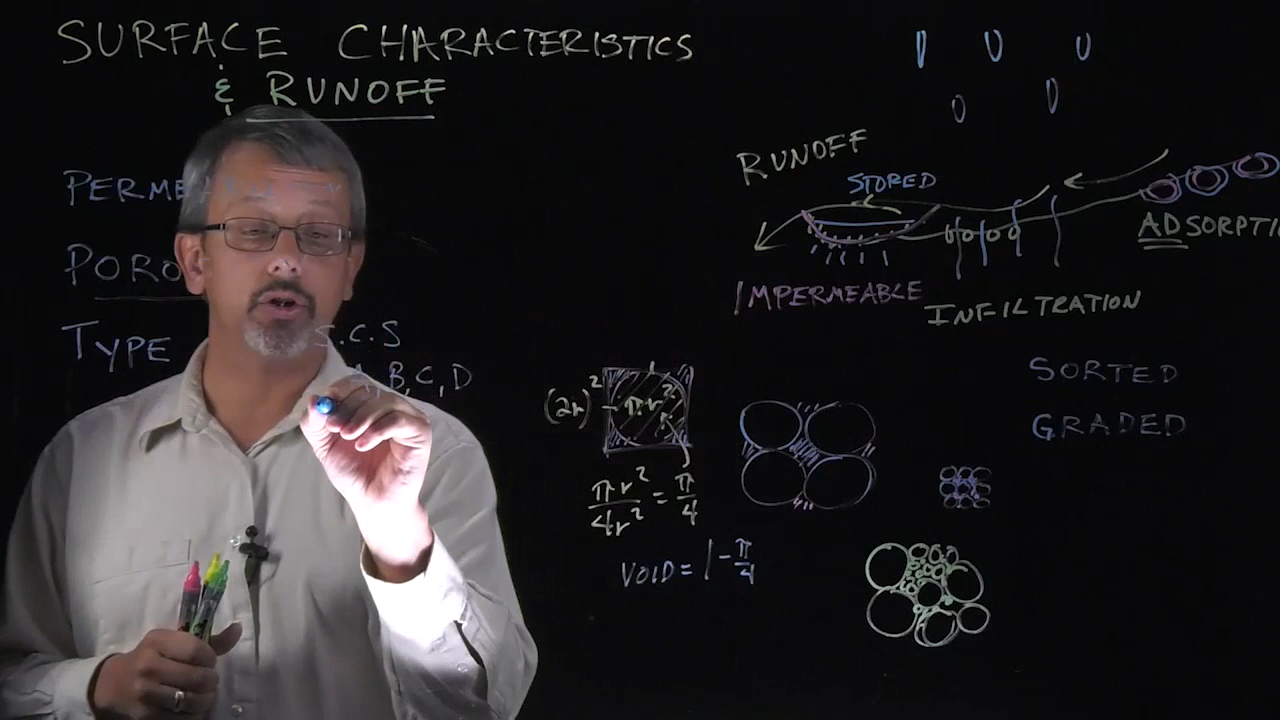 SURFACE CHARACTERISTICS
& RUNOFF
PERME
PORO
TYPE
S.C.S
A, B, C, D
RUNOFF
STORED
ADSORPTI
IMPERMEABLE
INFILTRATION
SORTED
GRADED
(2r)² - πr²
πr²/4r² = π/4
VOID = 1 - π/4